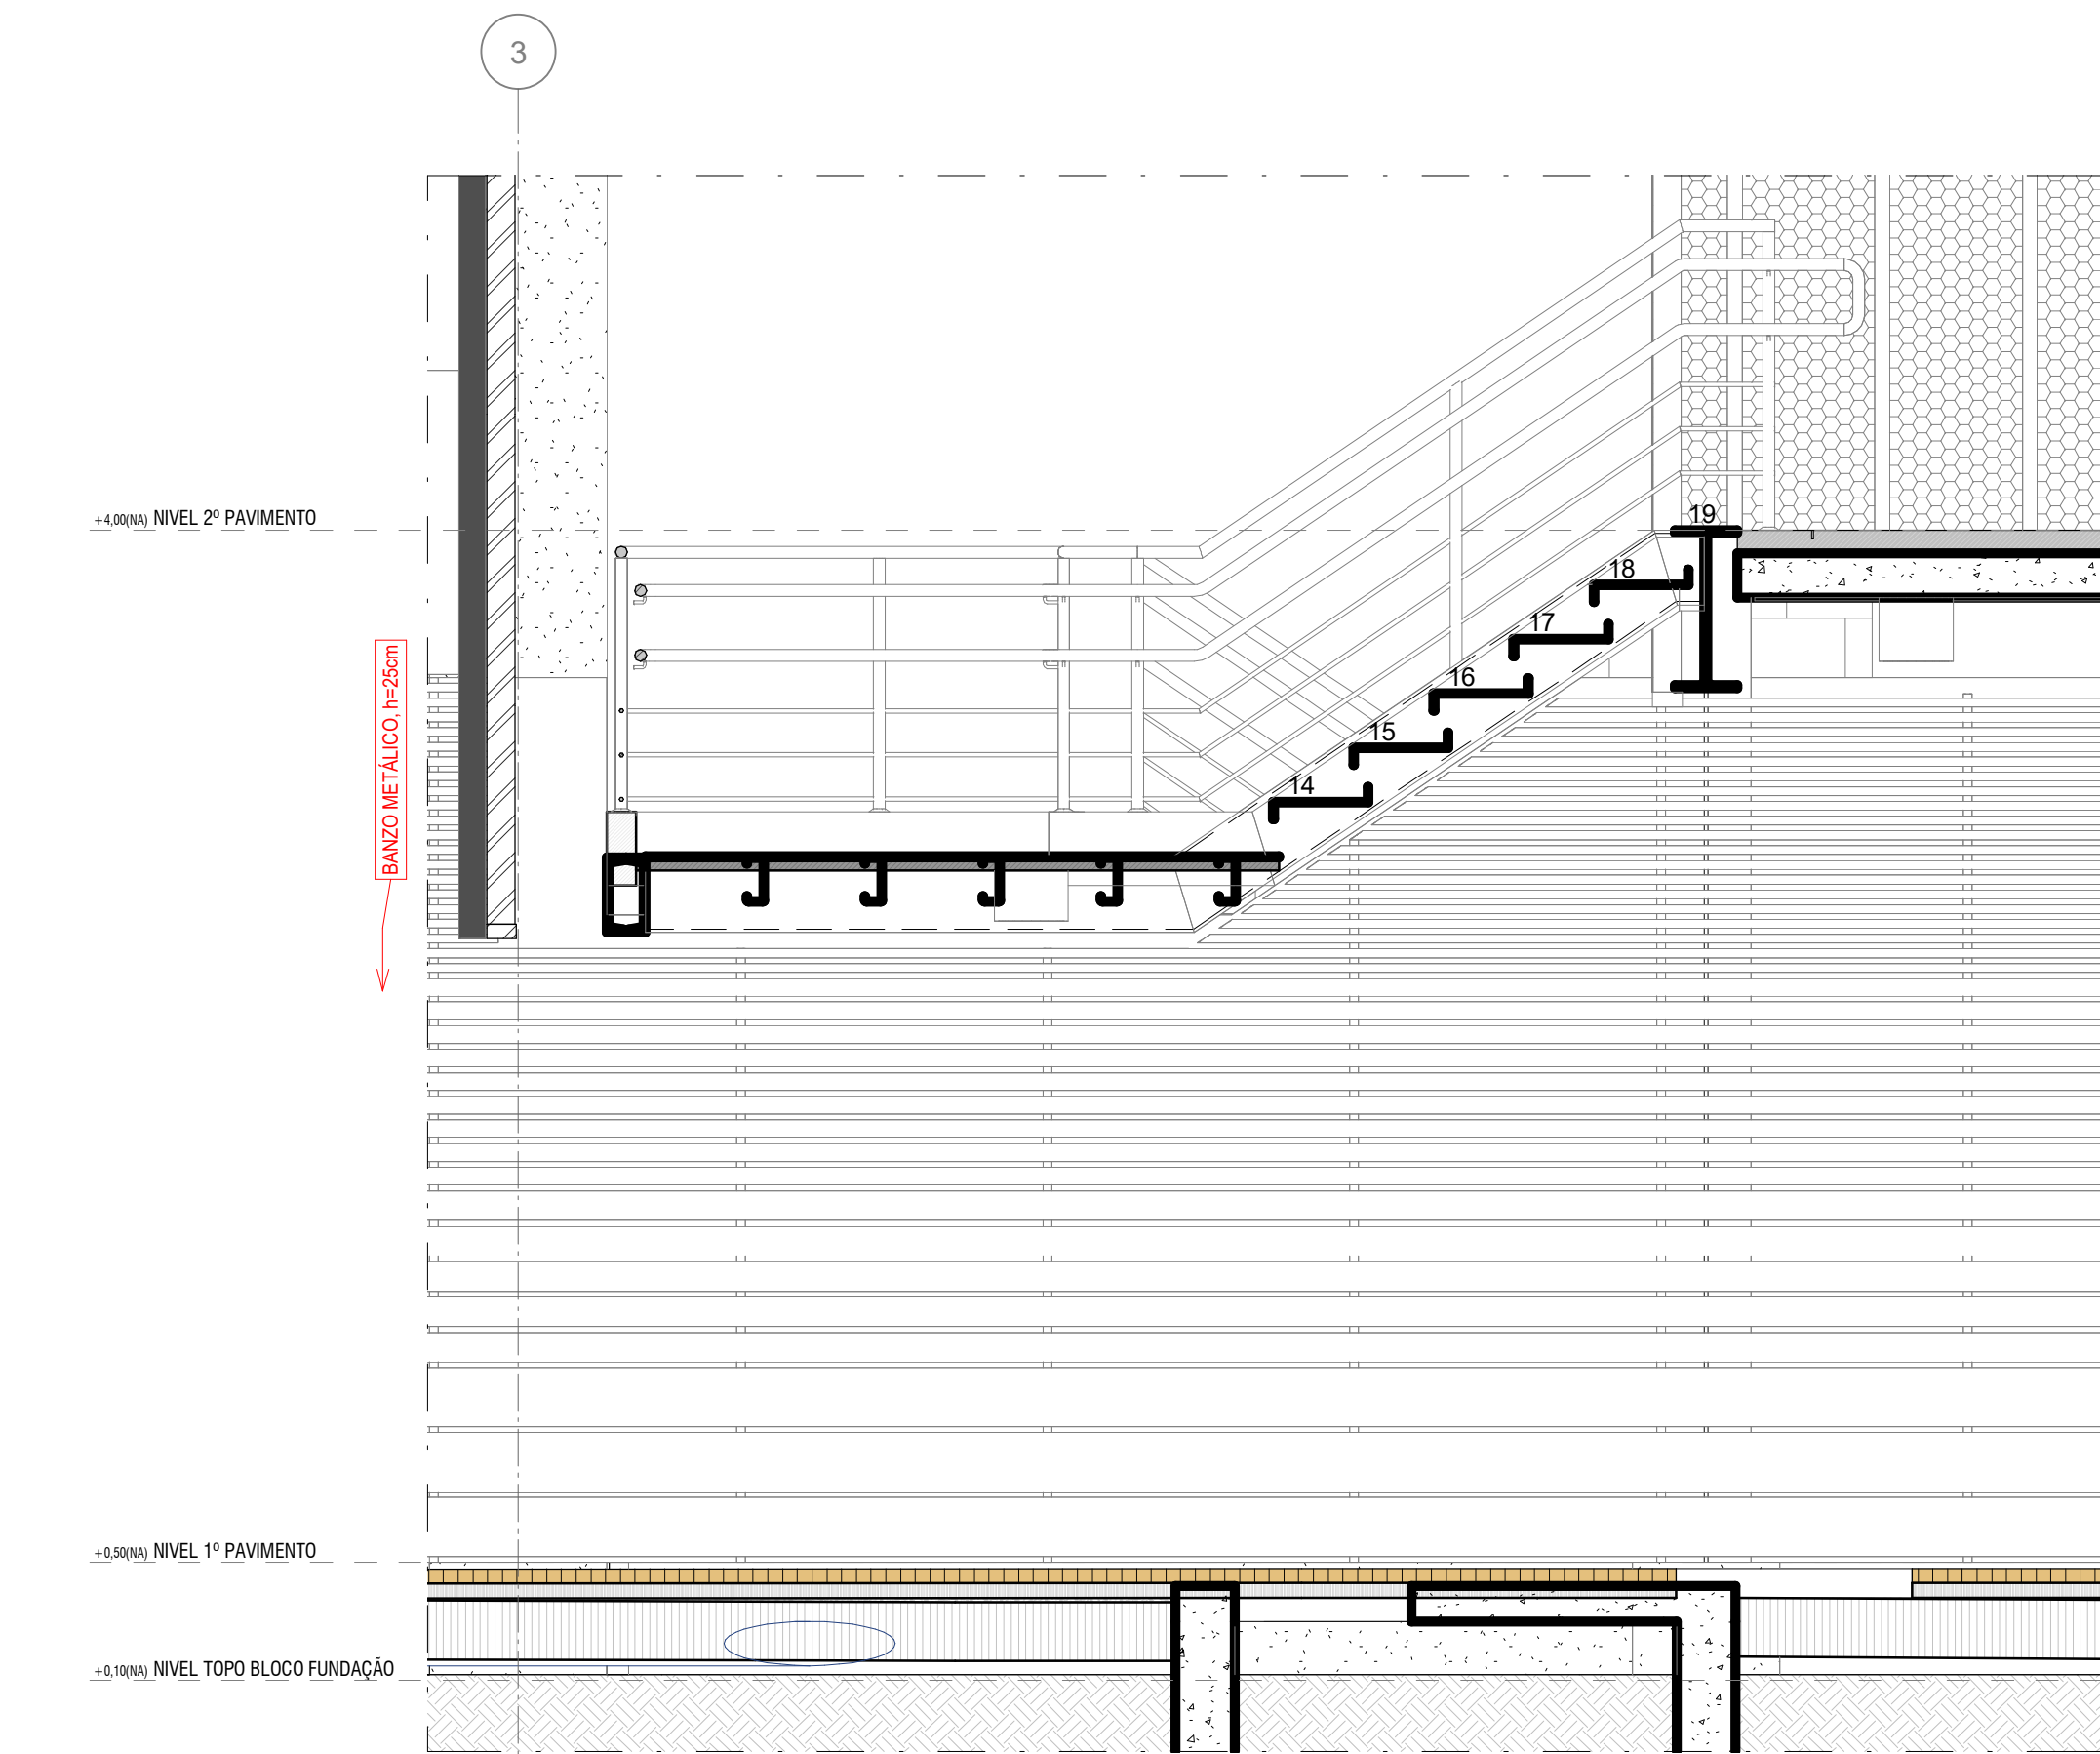 3
+4,00(NA) NIVEL 2º PAVIMENTO
19
18
17
16
15
14
BANZO METÁLICO, h=25cm
+0,50(NA) NIVEL 1º PAVIMENTO
+0,10(NA) NIVEL TOPO BLOCO FUNDAÇÃO